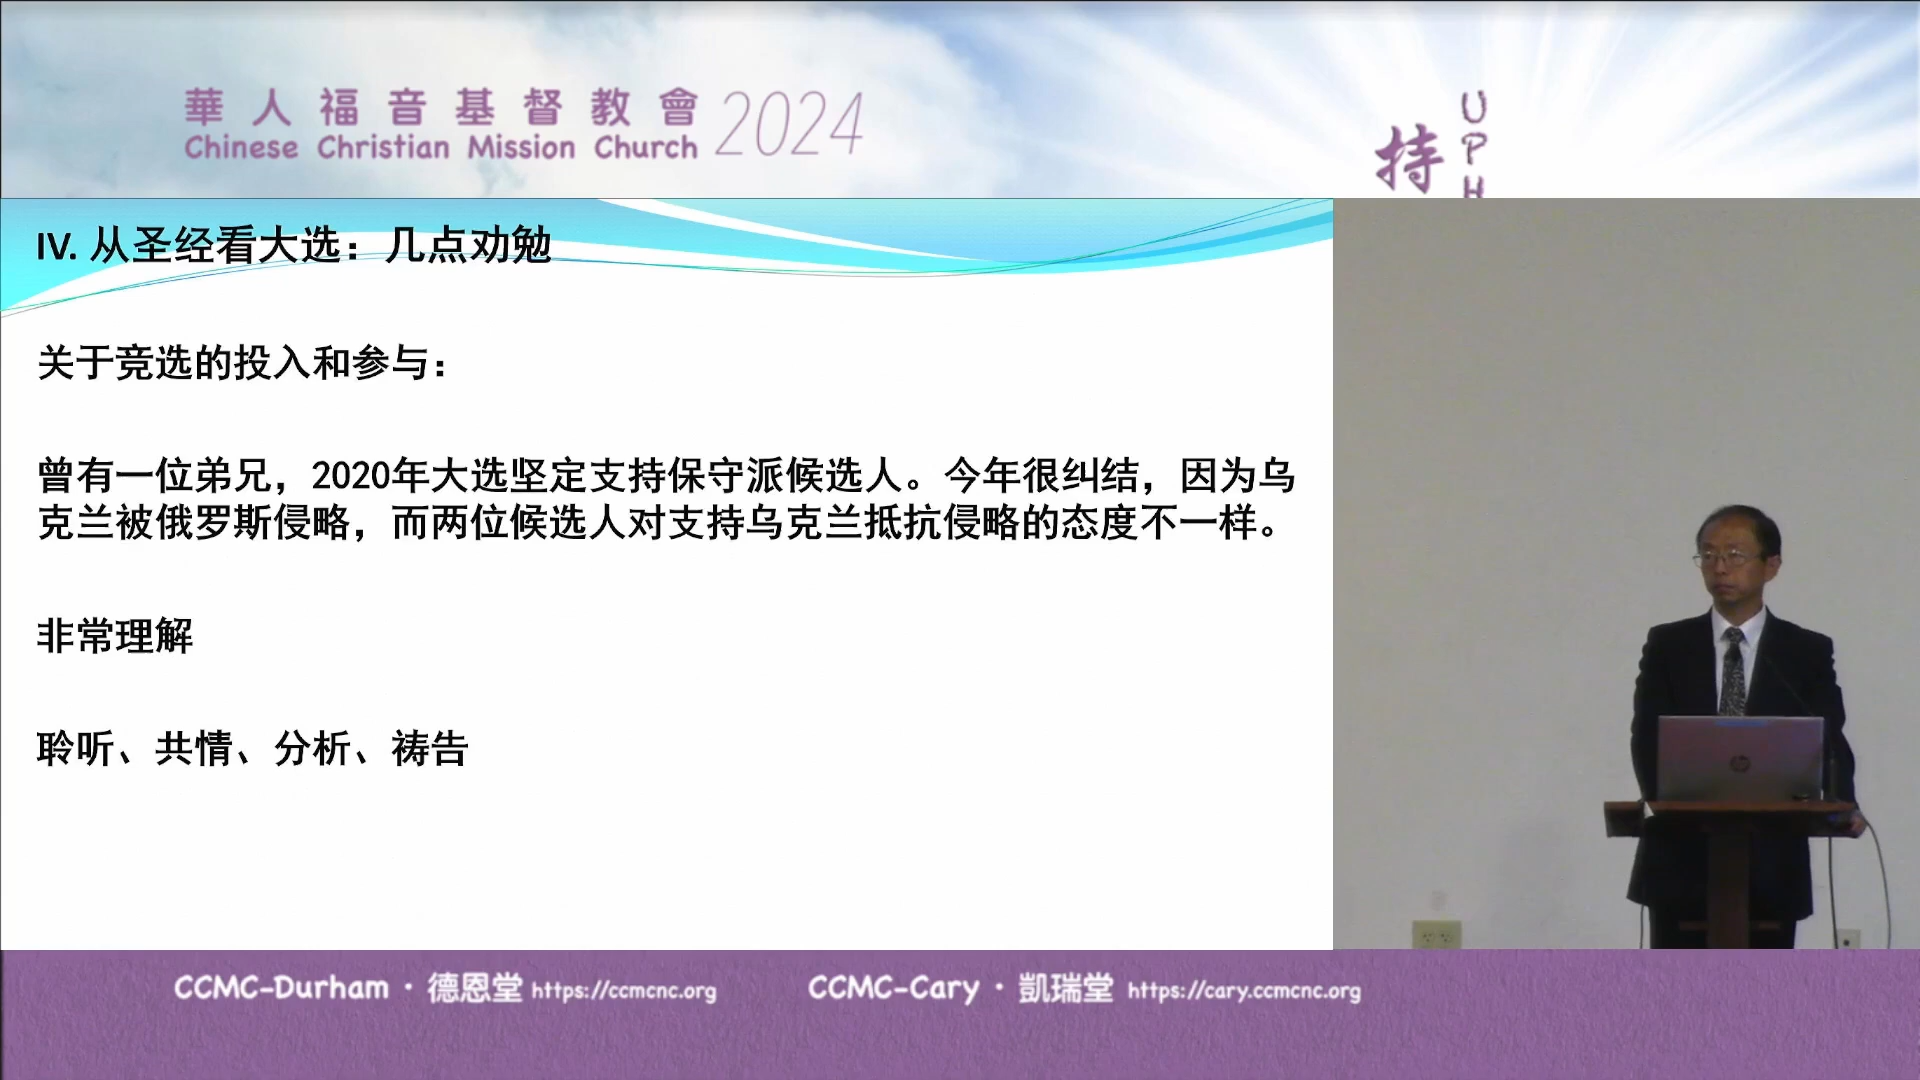 華人福音基督教會 2024
Chinese Christian Mission Church
持
UPH
IV. 从圣经看大选：几点劝勉
关于竞选的投入和参与：
曾有一位弟兄，2020年大选坚定支持保守派候选人。今年很纠结，因为乌
克兰被俄罗斯侵略，而两位候选人对支持乌克兰抵抗侵略的态度不一样。
非常理解
聆听、共情、分析、祷告
hp
CCMC-Durham · 德恩堂 https://ccmcnc.org
CCMC-Cary · 凱瑞堂 https://cary.ccmcnc.org